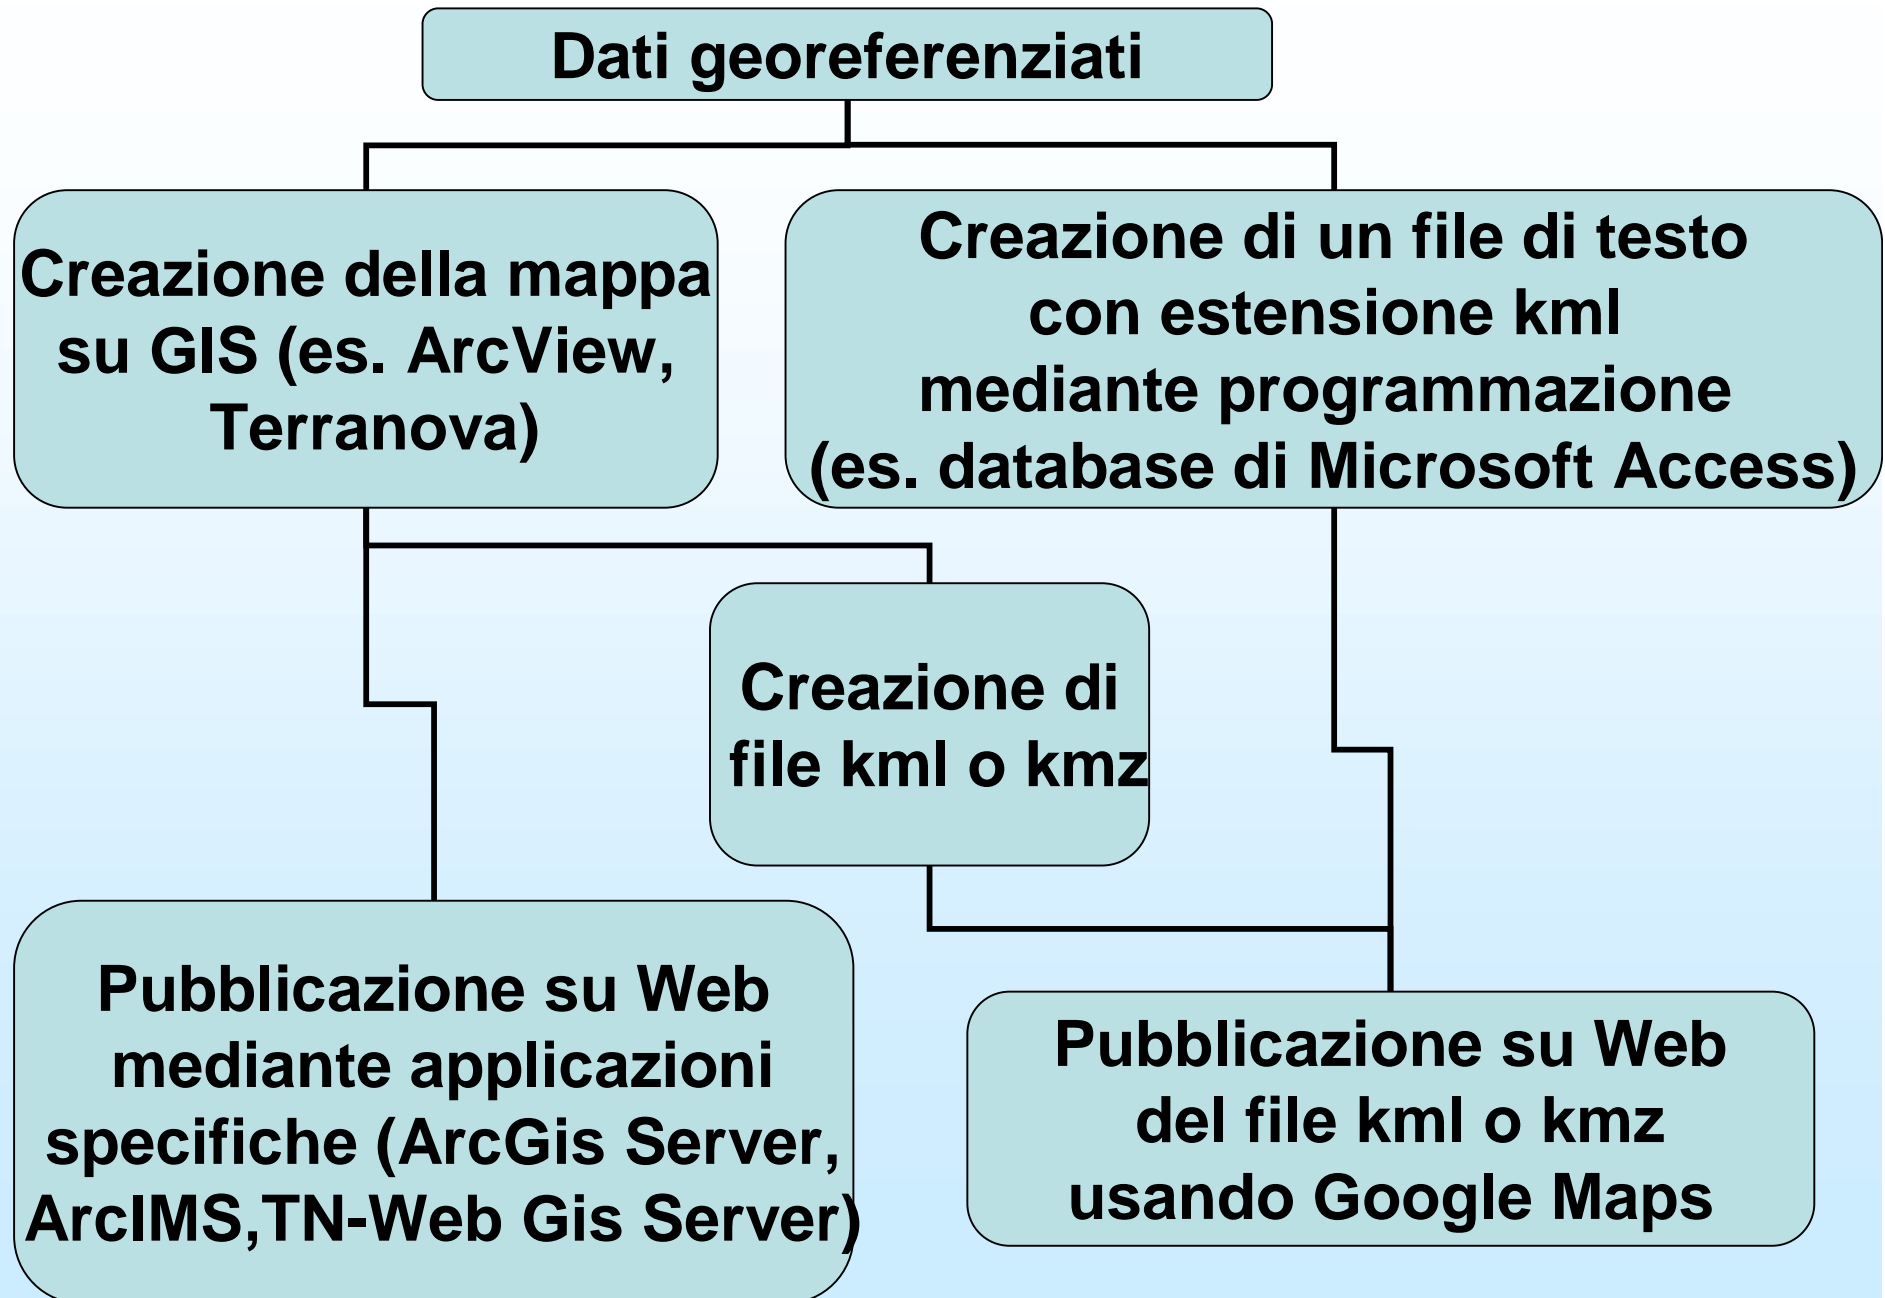 Dati georeferenziati
Creazione della mappa
su GIS (es. ArcView,
Terranova)
Creazione di un file di testo
con estensione kml
mediante programmazione
(es. database di Microsoft Access)
Creazione di
file kml o kmz
Pubblicazione su Web
mediante applicazioni
specifiche (ArcGis Server,
ArcIMS,TN-Web Gis Server)
Pubblicazione su Web
del file kml o kmz
usando Google Maps